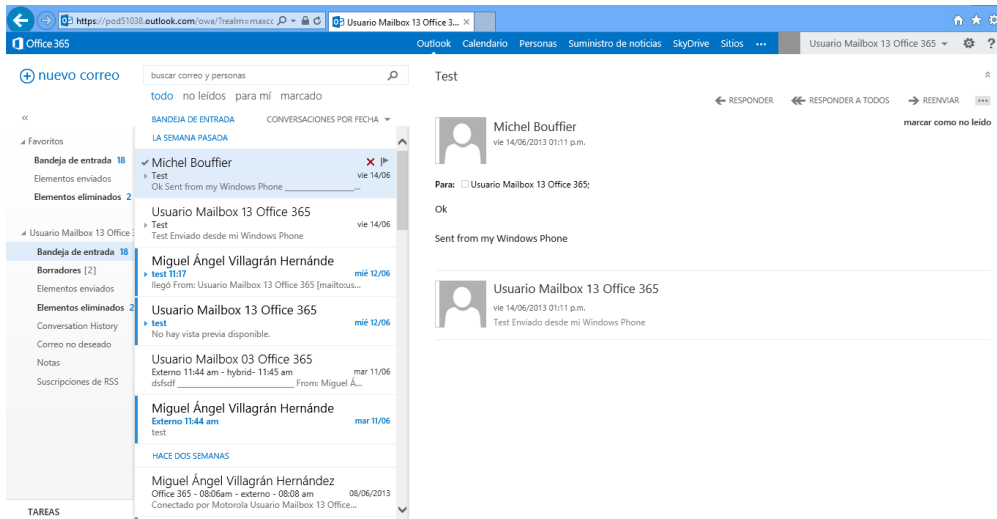 https://pod51038.outlook.com/owa/?realm=maxcc
Usuario Mailbox 13 Office 3...
Office 365
Outlook Calendario Personas Suministro de noticias SkyDrive Sitios ••• Usuario Mailbox 13 Office 365 ?
nuevo correo
buscar correo y personas
todo no leídos para mí marcado
BANDEJA DE ENTRADA CONVERSACIONES POR FECHA
«
Favoritos
Bandeja de entrada 18
Elementos enviados
Elementos eliminados 2
Usuario Mailbox 13 Office 3
Bandeja de entrada 18
Borradores [2]
Elementos enviados
Elementos eliminados 2
Conversation History
Correo no deseado
Notas
Suscripciones de RSS
TAREAS
LA SEMANA PASADA
Michel Bouffier
Test vie 14/06
Ok Sent from my Windows Phone ____________...
Usuario Mailbox 13 Office 365
Test vie 14/06
Test Enviado desde mi Windows Phone
Miguel Ángel Villagrán Hernánde
test 11:17 mié 12/06
llegó From: Usuario Mailbox 13 Office 365 [mailto:us...
Usuario Mailbox 13 Office 365
test mié 12/06
No hay vista previa disponible.
Usuario Mailbox 03 Office 365
Externo 11:44 am - hybrid- 11:45 am mar 11/06
dsfsdf ____________________ From: Miguel Á...
Miguel Ángel Villagrán Hernánde
Externo 11:44 am mar 11/06
test
HACE DOS SEMANAS
Miguel Ángel Villagrán Hernández
Office 365 - 08:06am - externo - 08:08 am 08/06/2013
Conectado por Motorola Usuario Mailbox 13 Office...
Test
RESPONDER RESPONDER A TODOS REENVIAR •••
marcar como no leído
Michel Bouffier
vie 14/06/2013 01:11 p.m.
Para: Usuario Mailbox 13 Office 365;
Ok
Sent from my Windows Phone
Usuario Mailbox 13 Office 365
vie 14/06/2013 01:11 p.m.
Test Enviado desde mi Windows Phone